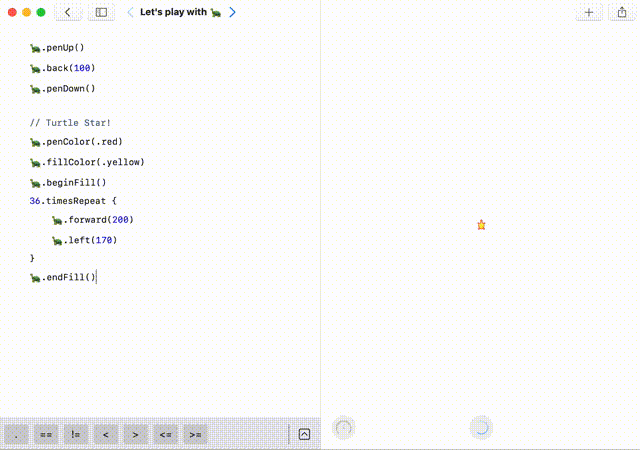 Let's play with 🐢
🐢.penUp()
🐢.back(100)
🐢.penDown()
// Turtle Star!
🐢.penColor(.red)
🐢.fillColor(.yellow)
🐢.beginFill()
36.timesRepeat {
🐢.forward(200)
🐢.left(170)
}
🐢.endFill()
. == != < > <= >=